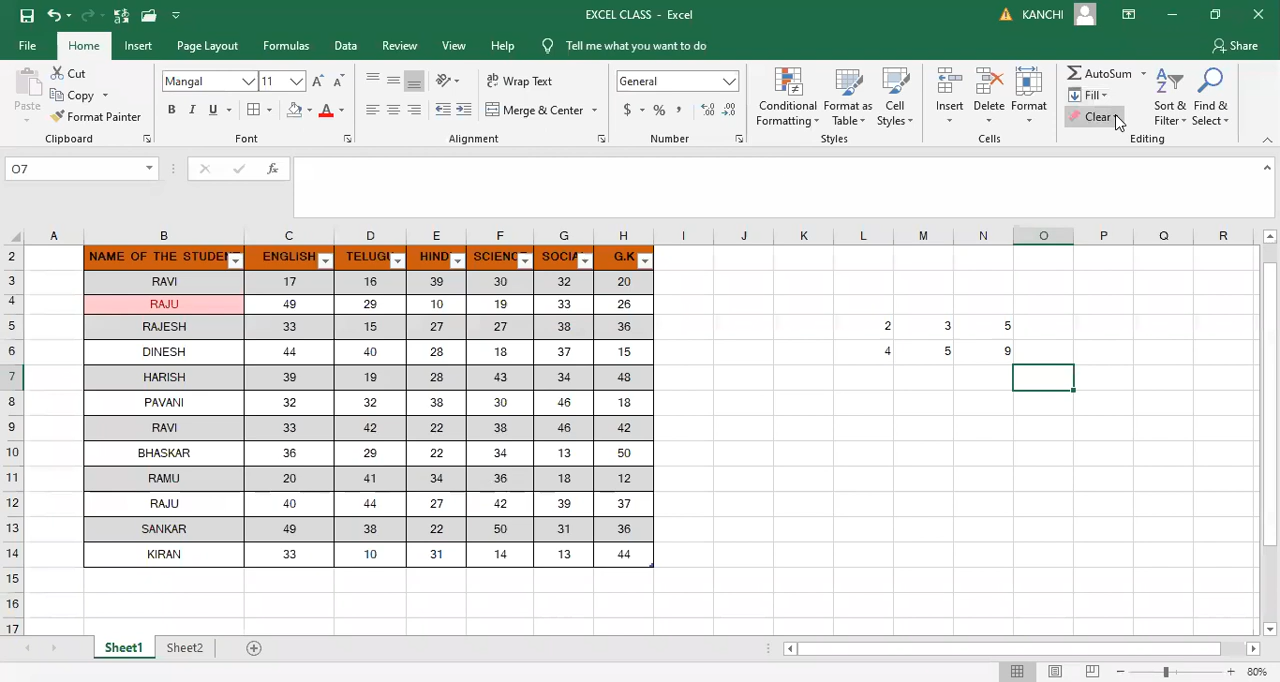 EXCEL CLASS - Excel
KANCHI
File Home Insert Page Layout Formulas Data Review View Help Tell me what you want to do Share
Paste
Cut
Copy
Format Painter
Clipboard
Mangal 11
B I U
Font
Wrap Text
Merge & Center
Alignment
General
$ % ,
Number
Conditional Formatting
Format as Table
Cell Styles
Styles
Insert Delete Format
Cells
AutoSum
Fill
Clear
Sort & Filter
Find & Select
Editing
O7
fx
A B C D E F G H I J K L M N O P Q R
2 NAME OF THE STUDEN ENGLISH TELUGU HIND SCIENC SOCIA G.K
3 RAVI 17 16 39 30 32 20
4 RAJU 49 29 10 19 33 26
5 RAJESH 33 15 27 27 38 36 2 3 5
6 DINESH 44 40 28 18 37 15 4 5 9
7 HARISH 39 19 28 43 34 48
8 PAVANI 32 32 38 30 46 18
9 RAVI 33 42 22 38 46 42
10 BHASKAR 36 29 22 34 13 50
11 RAMU 20 41 34 36 18 12
12 RAJU 40 44 27 42 39 37
13 SANKAR 49 38 22 50 31 36
14 KIRAN 33 10 31 14 13 44
15
16
17
Sheet1 Sheet2
80%